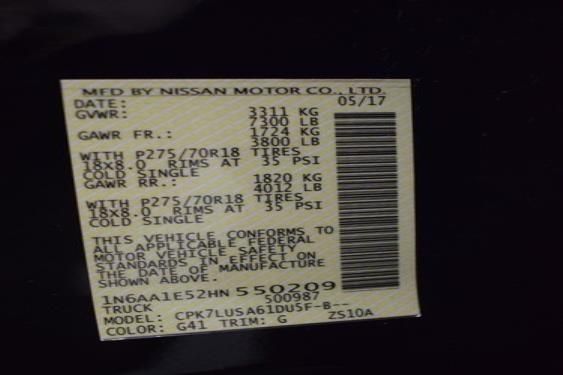 MFD BY NISSAN MOTOR CO., LTD.
DATE: 05/17
GVWR: 3311 KG
7300 LB
GAWR FR.: 1724 KG
3800 LB
WITH P275/70R18 TIRES
18x8.0 RIMS AT 35 PSI
COLD SINGLE
GAWR RR.: 1820 KG
4012 LB
WITH P275/70R18 TIRES
18x8.0 RIMS AT 35 PSI
COLD SINGLE
THIS VEHICLE CONFORMS TO
ALL APPLICABLE FEDERAL
MOTOR VEHICLE SAFETY
STANDARDS IN EFFECT ON
THE DATE OF MANUFACTURE
SHOWN ABOVE.
1N6AA1E52HN 550209
TRUCK 500987
MODEL: CPK7LUSA61DU5F-B--
COLOR: G41 TRIM: G ZS10A